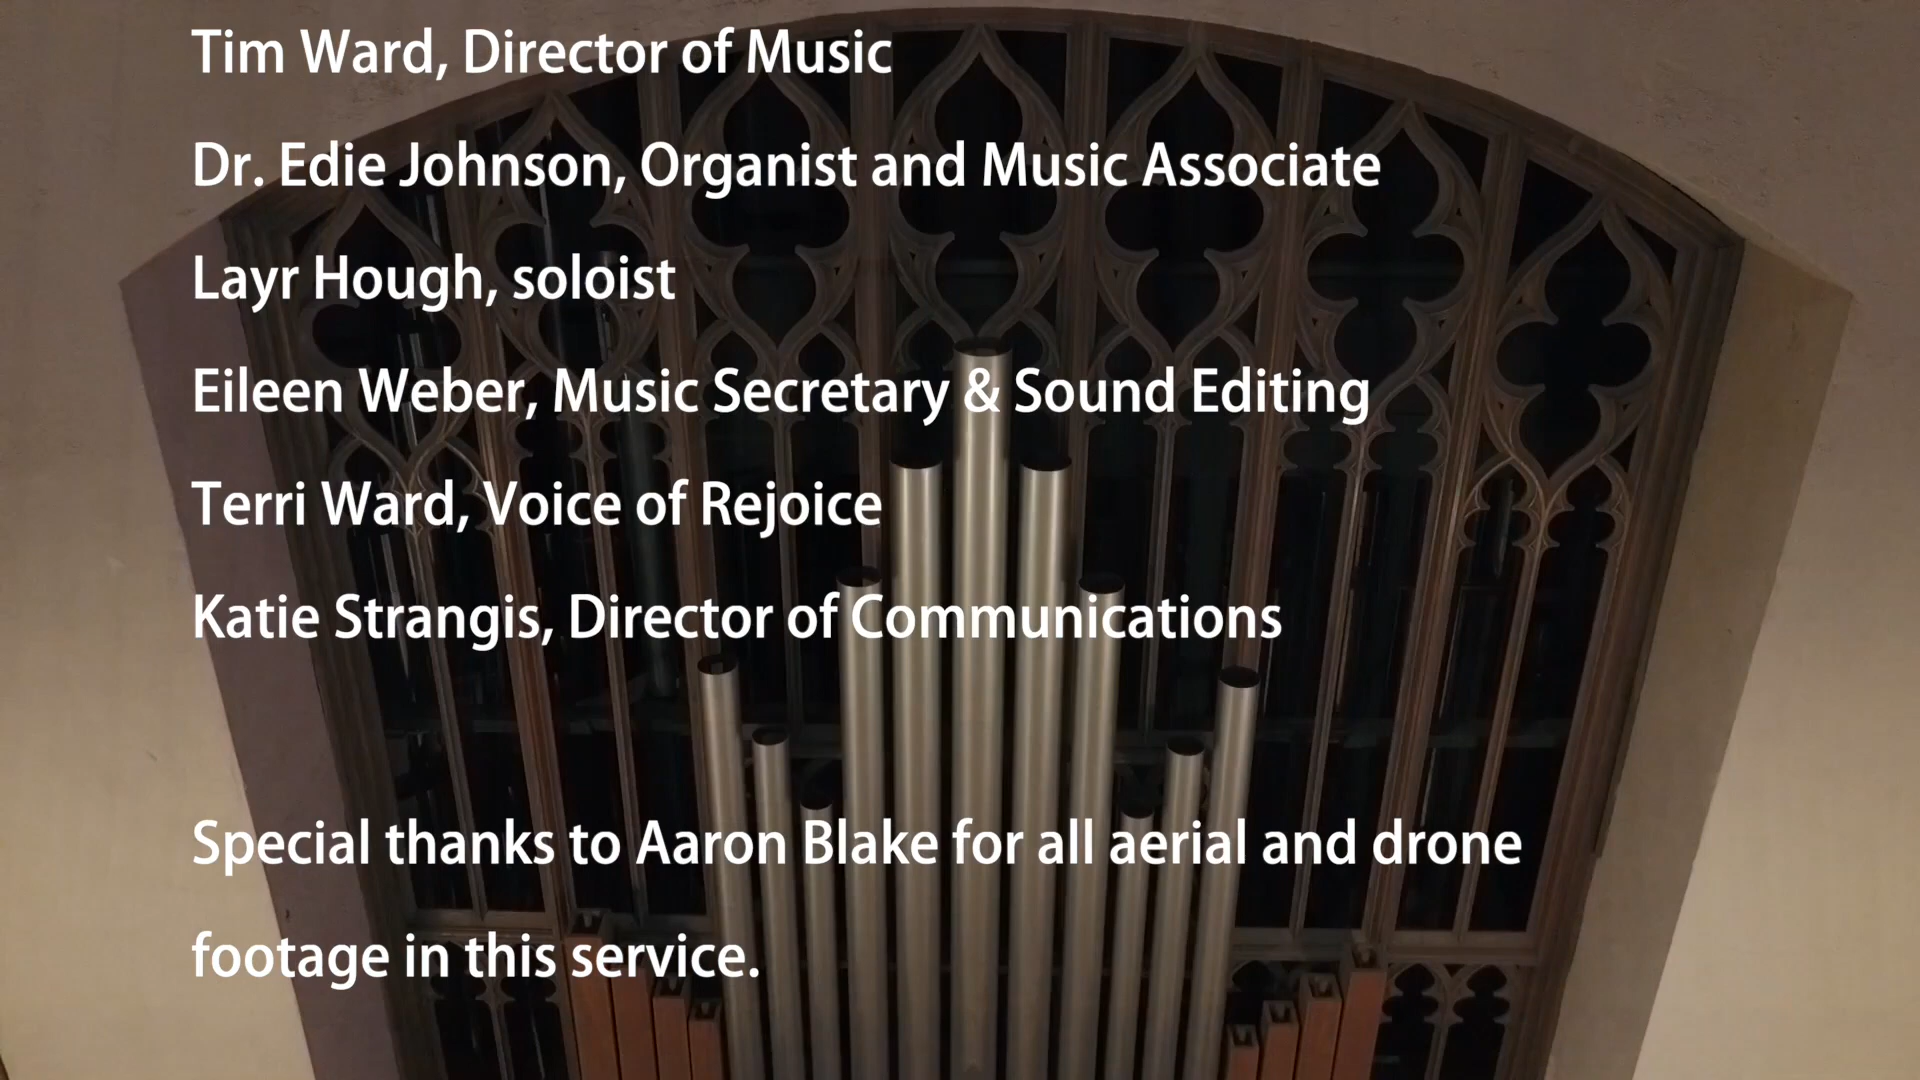 Tim Ward, Director of Music
Dr. Edie Johnson, Organist and Music Associate
Layr Hough, soloist
Eileen Weber, Music Secretary & Sound Editing
Terri Ward, Voice of Rejoice
Katie Strangis, Director of Communications
Special thanks to Aaron Blake for all aerial and drone
footage in this service.